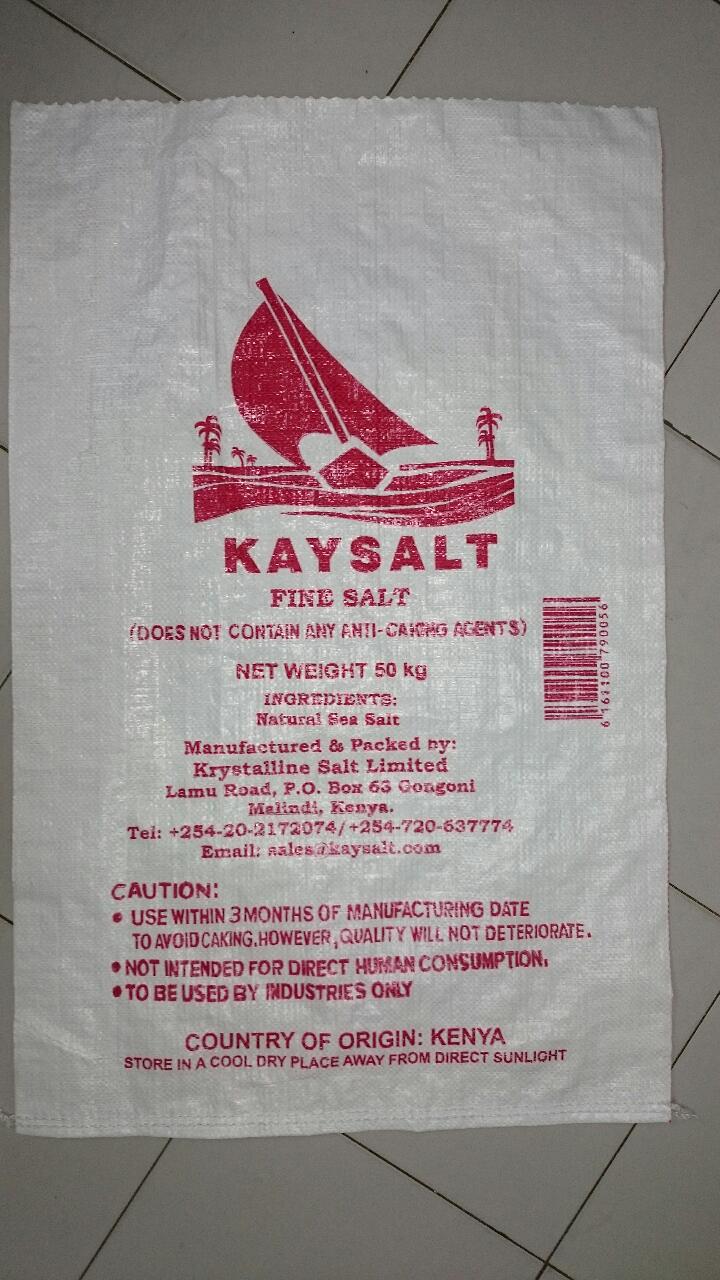 KAYSALT
FINE SALT
(DOES NOT CONTAIN ANY ANTI-CAKING AGENTS)
NET WEIGHT 50 kg
INGREDIENTS:
Natural Sea Salt
Manufactured & Packed by:
Krystalline Salt Limited
Lamu Road, P.O. Box 63 Gongoni
Malindi, Kenya.
Tel: +254-20-2172074/+254-720-637774
Email: sales@kaysalt.com
6 161100 790056
CAUTION:
• USE WITHIN 3 MONTHS OF MANUFACTURING DATE
TO AVOID CAKING.HOWEVER, QUALITY WILL NOT DETERIORATE.
• NOT INTENDED FOR DIRECT HUMAN CONSUMPTION.
• TO BE USED BY INDUSTRIES ONLY
COUNTRY OF ORIGIN: KENYA
STORE IN A COOL DRY PLACE AWAY FROM DIRECT SUNLIGHT